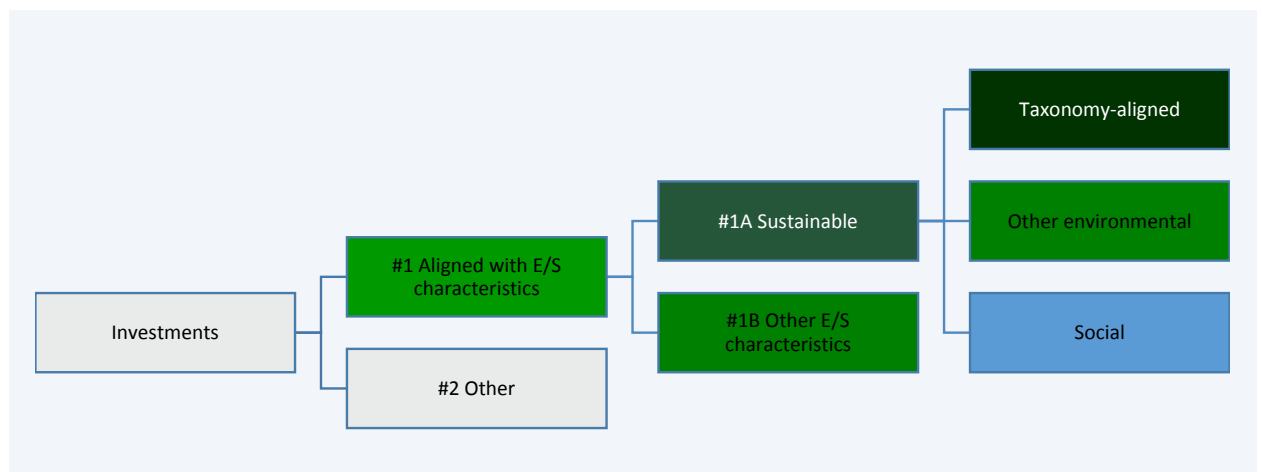 Investments
#1 Aligned with E/S
characteristics
#2 Other
#1A Sustainable
#1B Other E/S
characteristics
Taxonomy-aligned
Other environmental
Social